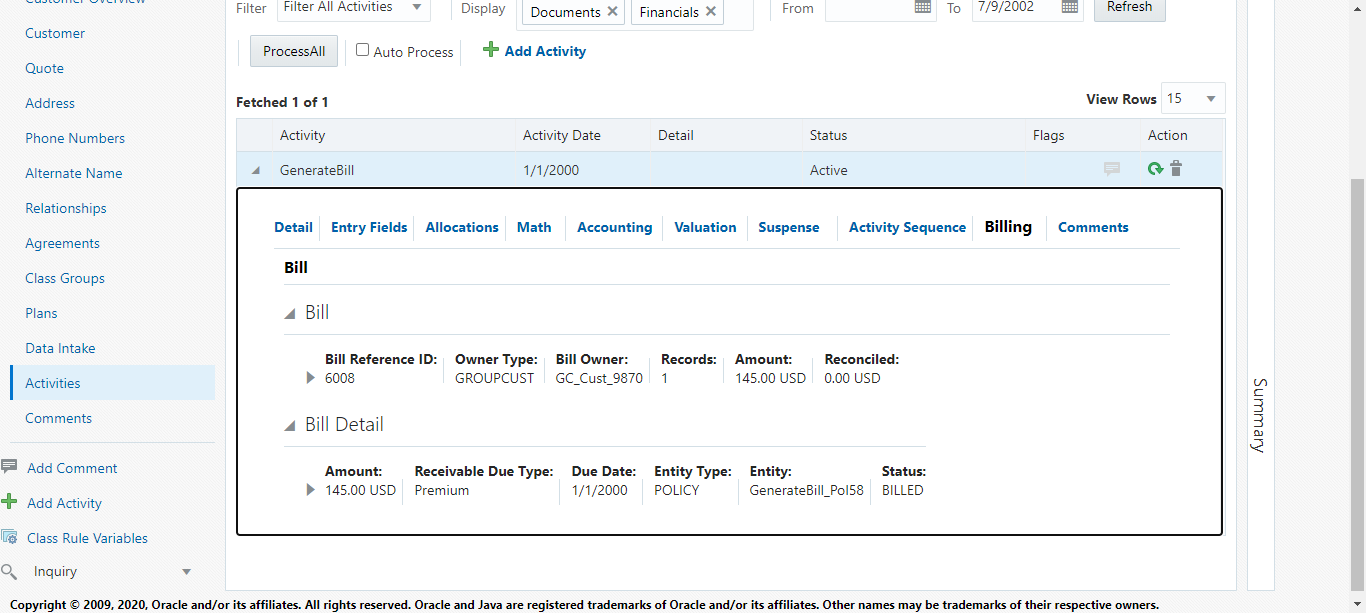 Customer Overview
Customer
Quote
Address
Phone Numbers
Alternate Name
Relationships
Agreements
Class Groups
Plans
Data Intake
Activities
Comments
Add Comment
Add Activity
Class Rule Variables
Inquiry
Filter Filter All Activities Display Documents Financials From To 7/9/2002 Refresh
ProcessAll Auto Process Add Activity
Fetched 1 of 1 View Rows 15
Activity Activity Date Detail Status Flags Action
GenerateBill 1/1/2000 Active
Detail Entry Fields Allocations Math Accounting Valuation Suspense Activity Sequence Billing Comments
Bill
Bill
Bill Reference ID: Owner Type: Bill Owner: Records: Amount: Reconciled:
6008 GROUPCUST GC_Cust_9870 1 145.00 USD 0.00 USD
Bill Detail
Amount: Receivable Due Type: Due Date: Entity Type: Entity: Status:
145.00 USD Premium 1/1/2000 POLICY GenerateBill_Pol58 BILLED
Summary
Copyright © 2009, 2020, Oracle and/or its affiliates. All rights reserved. Oracle and Java are registered trademarks of Oracle and/or its affiliates. Other names may be trademarks of their respective owners.